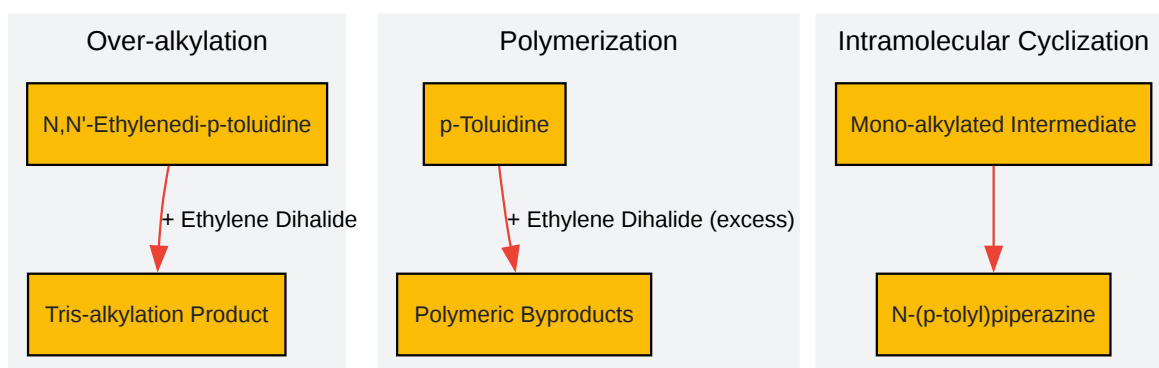 Over-alkylation
N,N'-Ethylenedi-p-toluidine
+ Ethylene Dihalide
Tris-alkylation Product
Polymerization
p-Toluidine
+ Ethylene Dihalide (excess)
Polymeric Byproducts
Intramolecular Cyclization
Mono-alkylated Intermediate
N-(p-tolyl)piperazine